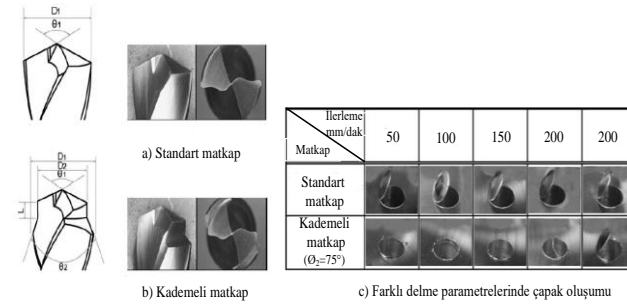 D1
θ1
a) Standart matkap
D1
D2
θ1
L
θ2
b) Kademeli matkap
İlerleme
mm/dak
Matkap
50 100 150 200 200
Standart
matkap
Kademeli
matkap
(Ø₂=75°)
c) Farklı delme parametrelerinde çapak oluşumu